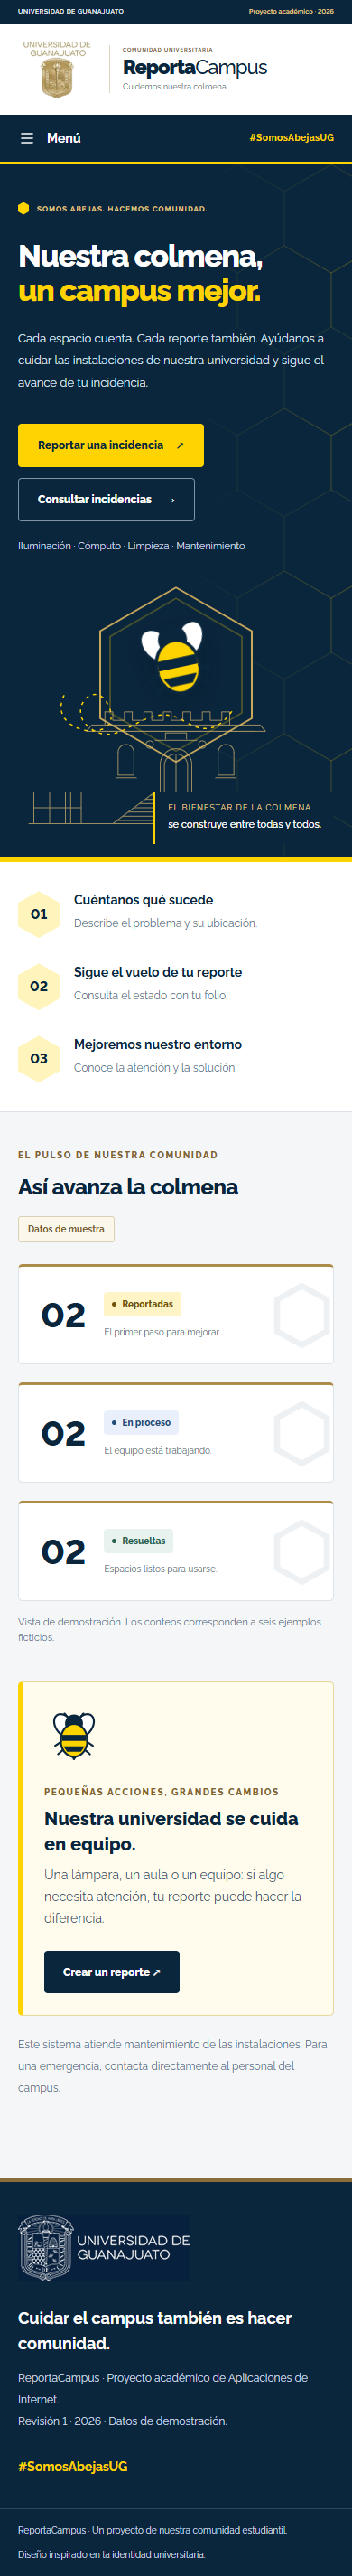 UNIVERSIDAD DE GUANAJUATO
Proyecto académico · 2026
UNIVERSIDAD DE
GUANAJUATO
COMUNIDAD UNIVERSITARIA
ReportaCampus
Cuidemos nuestra colmena.
Menú
#SomosAbejasUG
SOMOS ABEJAS. HACEMOS COMUNIDAD.
Nuestra colmena,
un campus mejor.
Cada espacio cuenta. Cada reporte también. Ayúdanos a
cuidar las instalaciones de nuestra universidad y sigue el
avance de tu incidencia.
Reportar una incidencia ↗
Consultar incidencias →
Iluminación · Cómputo · Limpieza · Mantenimiento
EL BIENESTAR DE LA COLMENA
se construye entre todas y todos.
01
Cuéntanos qué sucede
Describe el problema y su ubicación.
02
Sigue el vuelo de tu reporte
Consulta el estado con tu folio.
03
Mejoremos nuestro entorno
Conoce la atención y la solución.
EL PULSO DE NUESTRA COMUNIDAD
Así avanza la colmena
Datos de muestra
02
Reportadas
El primer paso para mejorar.
02
En proceso
El equipo está trabajando.
02
Resueltas
Espacios listos para usarse.
Vista de demostración. Los conteos corresponden a seis ejemplos
ficticios.
PEQUEÑAS ACCIONES, GRANDES CAMBIOS
Nuestra universidad se cuida
en equipo.
Una lámpara, un aula o un equipo: si algo
necesita atención, tu reporte puede hacer la
diferencia.
Crear un reporte ↗
Este sistema atiende mantenimiento de las instalaciones. Para
una emergencia, contacta directamente al personal del
campus.
UNIVERSIDAD DE
GUANAJUATO
Cuidar el campus también es hacer
comunidad.
ReportaCampus · Proyecto académico de Aplicaciones de
Internet.
Revisión 1 · 2026 · Datos de demostración.
#SomosAbejasUG
ReportaCampus · Un proyecto de nuestra comunidad estudiantil.
Diseño inspirado en la identidad universitaria.